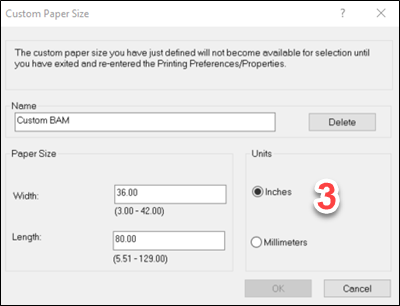 Custom Paper Size
The custom paper size you have just defined will not become available for selection until
you have exited and re-entered the Printing Preferences/Properties.
Name
Custom BAM
Delete
Paper Size
Width:
36.00
(3.00 - 42.00)
Length:
80.00
(5.51 - 129.00)
Units
Inches
3
Millimeters
OK
Cancel